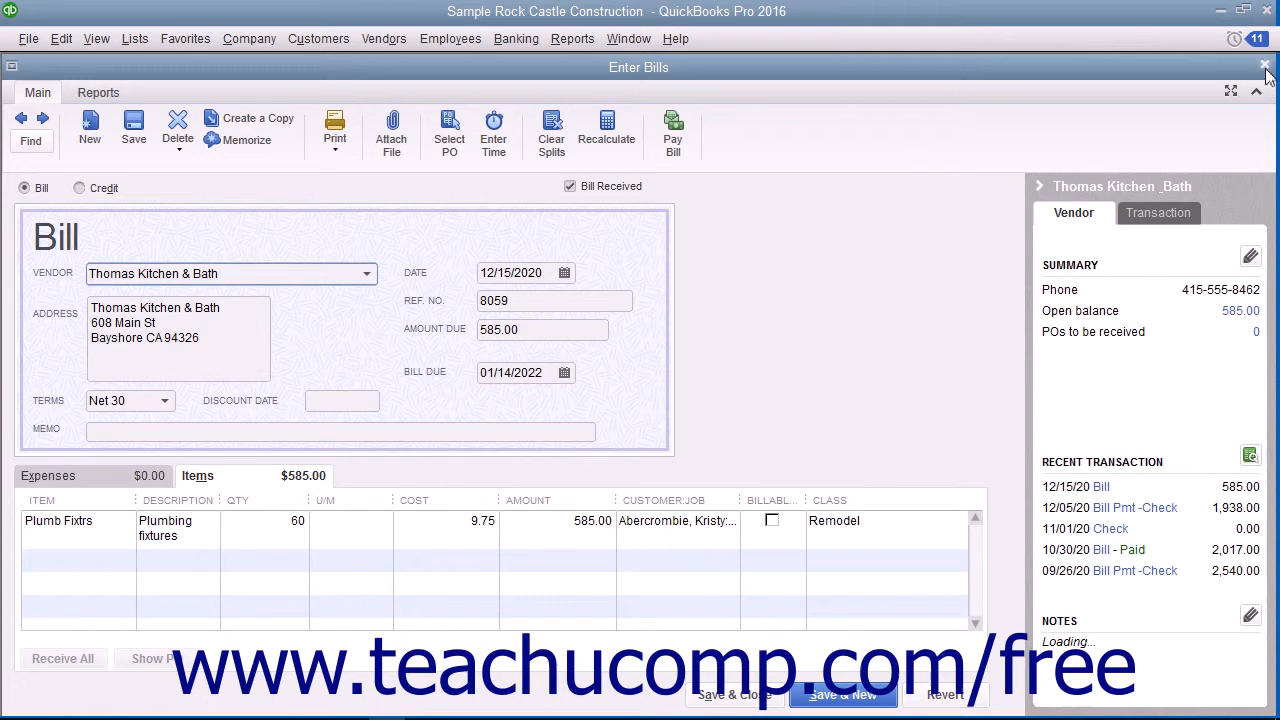 qb
Sample Rock Castle Construction - QuickBooks Pro 2016
File Edit View Lists Favorites Company Customers Vendors Employees Banking Reports Window Help 11
Enter Bills
Main Reports
Find New Save Delete Create a Copy Memorize Print Attach File Select PO Enter Time Clear Splits Recalculate Pay Bill
Bill Credit Bill Received
Bill
VENDOR Thomas Kitchen & Bath DATE 12/15/2020
ADDRESS Thomas Kitchen & Bath REF. NO. 8059
608 Main St
Bayshore CA 94326 AMOUNT DUE 585.00
BILL DUE 01/14/2022
TERMS Net 30 DISCOUNT DATE
MEMO
Expenses $0.00 Items $585.00
ITEM DESCRIPTION QTY U/M COST AMOUNT CUSTOMER:JOB BILLABL... CLASS
Plumb Fixtrs Plumbing fixtures 60 9.75 585.00 Abercrombie, Kristy:... Remodel
Receive All Show P
Save & Close Save & New Revert
Thomas Kitchen _Bath
Vendor Transaction
SUMMARY
Phone 415-555-8462
Open balance 585.00
POs to be received 0
RECENT TRANSACTION
12/15/20 Bill 585.00
12/05/20 Bill Pmt -Check 1,938.00
11/01/20 Check 0.00
10/30/20 Bill - Paid 2,017.00
09/26/20 Bill Pmt -Check 2,540.00
NOTES
Loading...
www.teachucomp.com/free